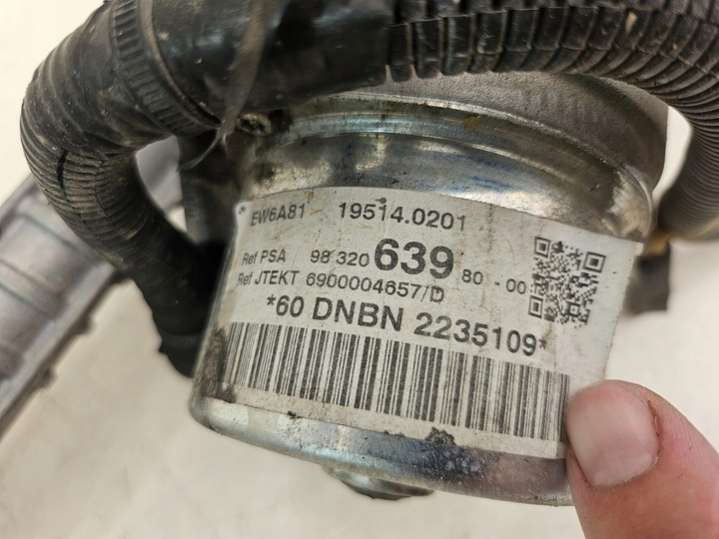 EW6A81 19514.0201
Ref PSA 98 320 639 80 - 00
Ref JTEKT 6900004657/D
*60 DNBN 2235109*